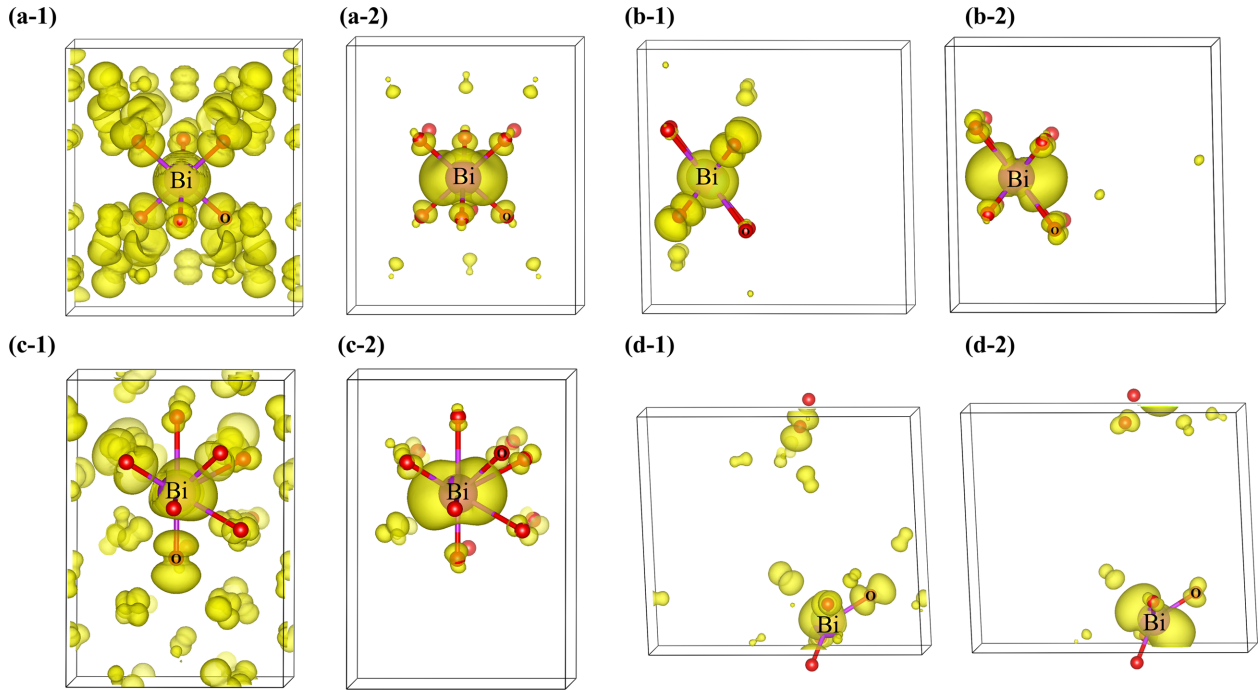 (a-1) (a-2) (b-1) (b-2)
Bi Bi Bi Bi
O O O O
(c-1) (c-2) (d-1) (d-2)
O
Bi Bi
O
O O
Bi Bi